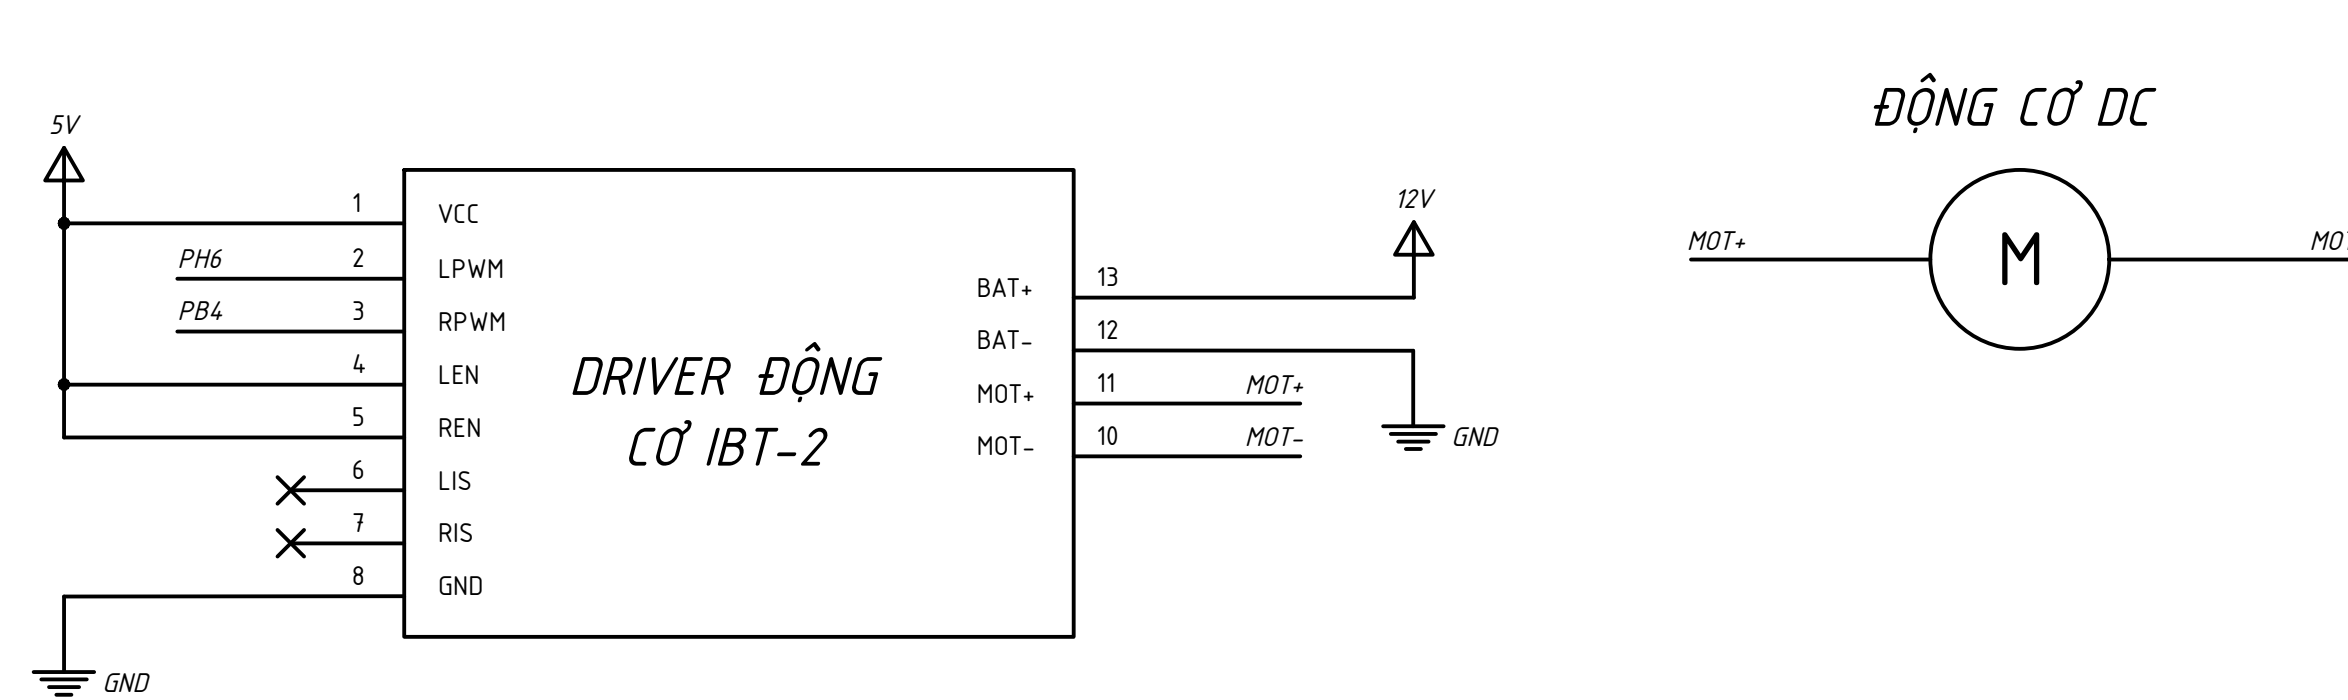 ĐỘNG CƠ DC
5V
1
VCC
12V
PH6
2
LPWM
MOT+
M
BAT+
13
PB4
3
RPWM
BAT-
12
4
LEN
DRIVER ĐỘNG
MOT+
11
MOT+
5
REN
CƠ IBT-2
MOT-
10
MOT-
GND
6
LIS
7
RIS
8
GND
GND